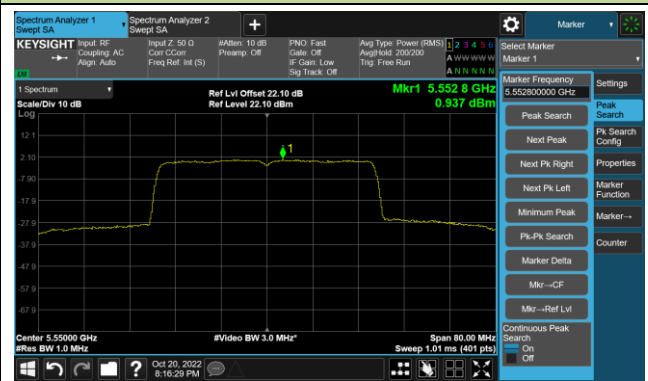 Spectrum Analyzer 1
Swept SA
Spectrum Analyzer 2
Swept SA
+
Marker
KEYSIGHT
Input: RF
Coupling: AC
Align: Auto
Input Z: 50 Ω
Corr CCorr
Freq Ref: Int (S)
#Atten: 10 dB
Preamp: Off
PNO: Fast
Gate: Off
IF Gain: Low
Sig Track: Off
Avg Type: Power (RMS)
Avg|Hold: 200/200
Trig: Free Run
1 2 3 4 5 6
A W W W W W
A N N N N N
Select Marker
Marker 1
1 Spectrum
Scale/Div 10 dB
Log
Ref Lvl Offset 22.10 dB
Ref Level 22.10 dBm
Mkr1 5.552 8 GHz
0.937 dBm
12.1
2.10
-7.90
-17.9
-27.9
-37.9
-47.9
-57.9
-67.9
1
Center 5.55000 GHz
#Res BW 1.0 MHz
#Video BW 3.0 MHz*
Span 80.00 MHz
Sweep 1.01 ms (401 pts)
Marker Frequency
5.552800000 GHz
Peak Search
Next Peak
Next Pk Right
Next Pk Left
Minimum Peak
Pk-Pk Search
Marker Delta
Mkr→CF
Mkr→Ref Lvl
Continuous Peak
Search
On
Off
Settings
Peak
Search
Pk Search
Config
Properties
Marker
Function
Marker→
Counter
?
Oct 20, 2022
8:16:29 PM